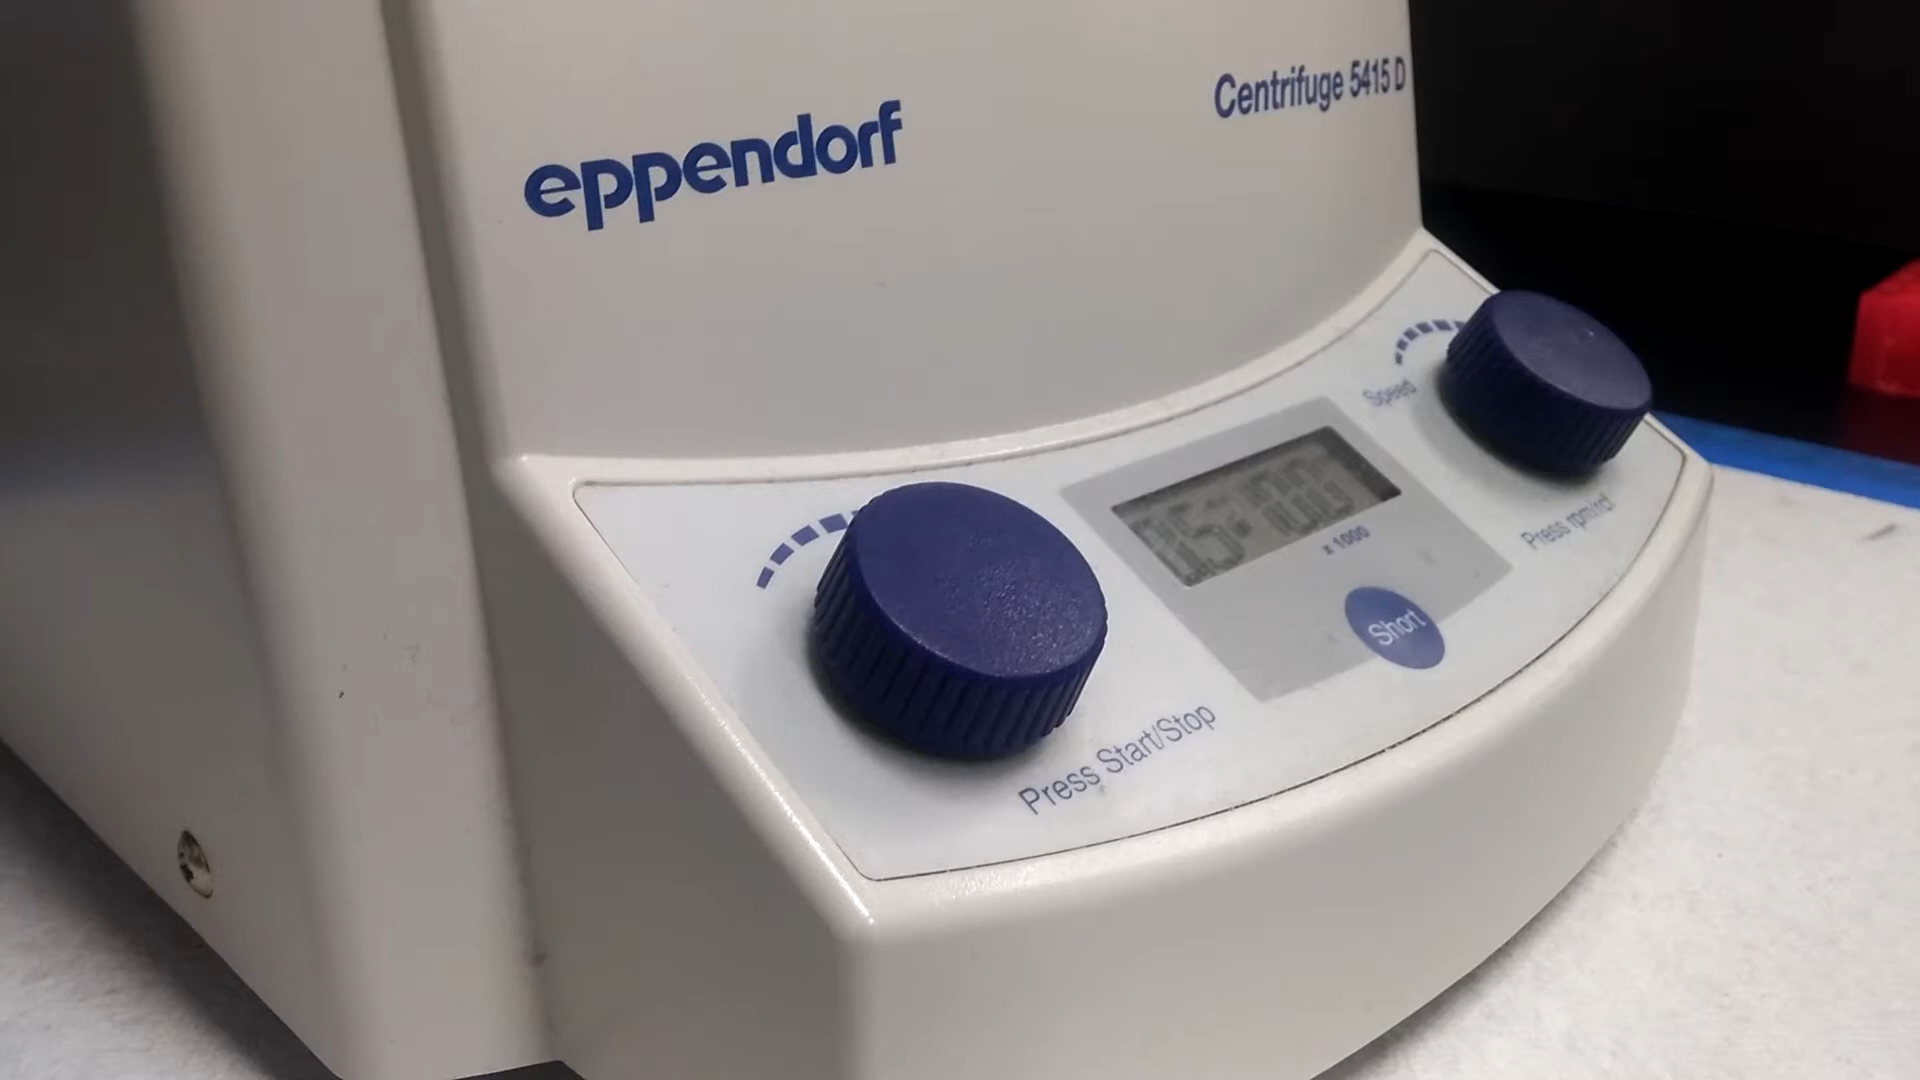 eppendorf
Centrifuge 5415 D
Speed
x 1000
Short
Press rpm/rcf
Press Start/Stop